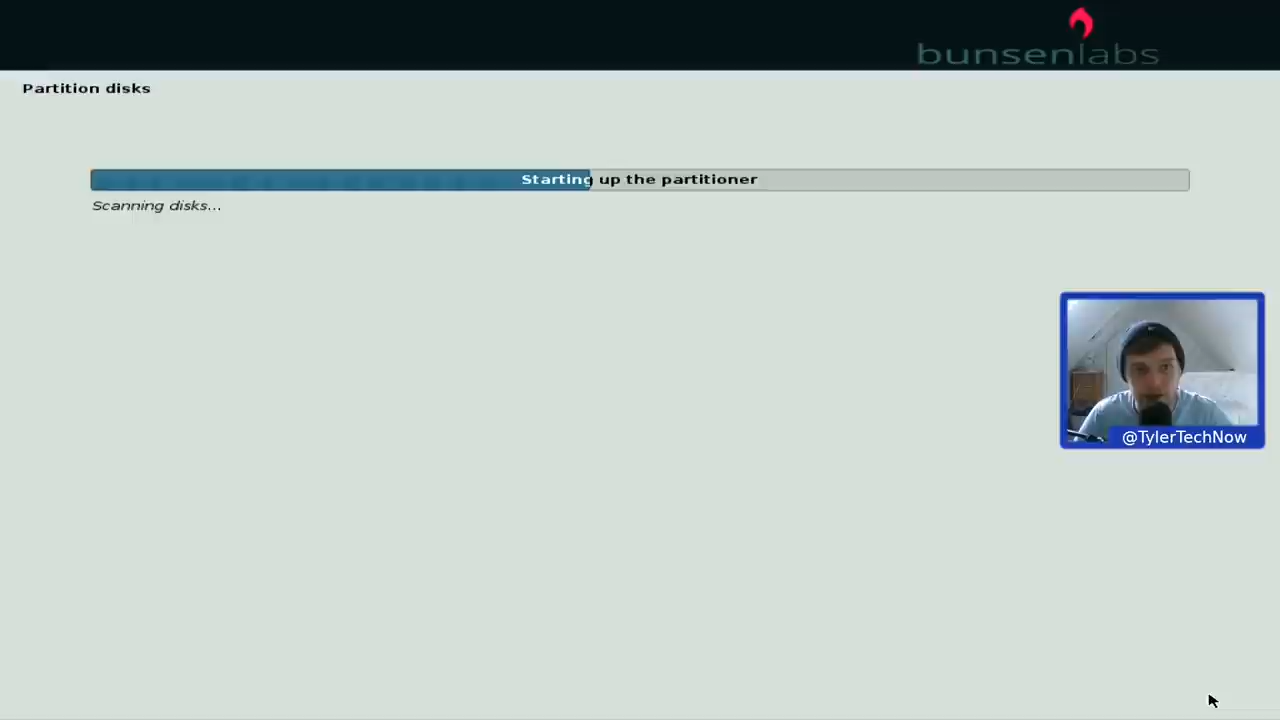 bunsenlabs
Partition disks
Starting up the partitioner
Scanning disks...
@TylerTechNow